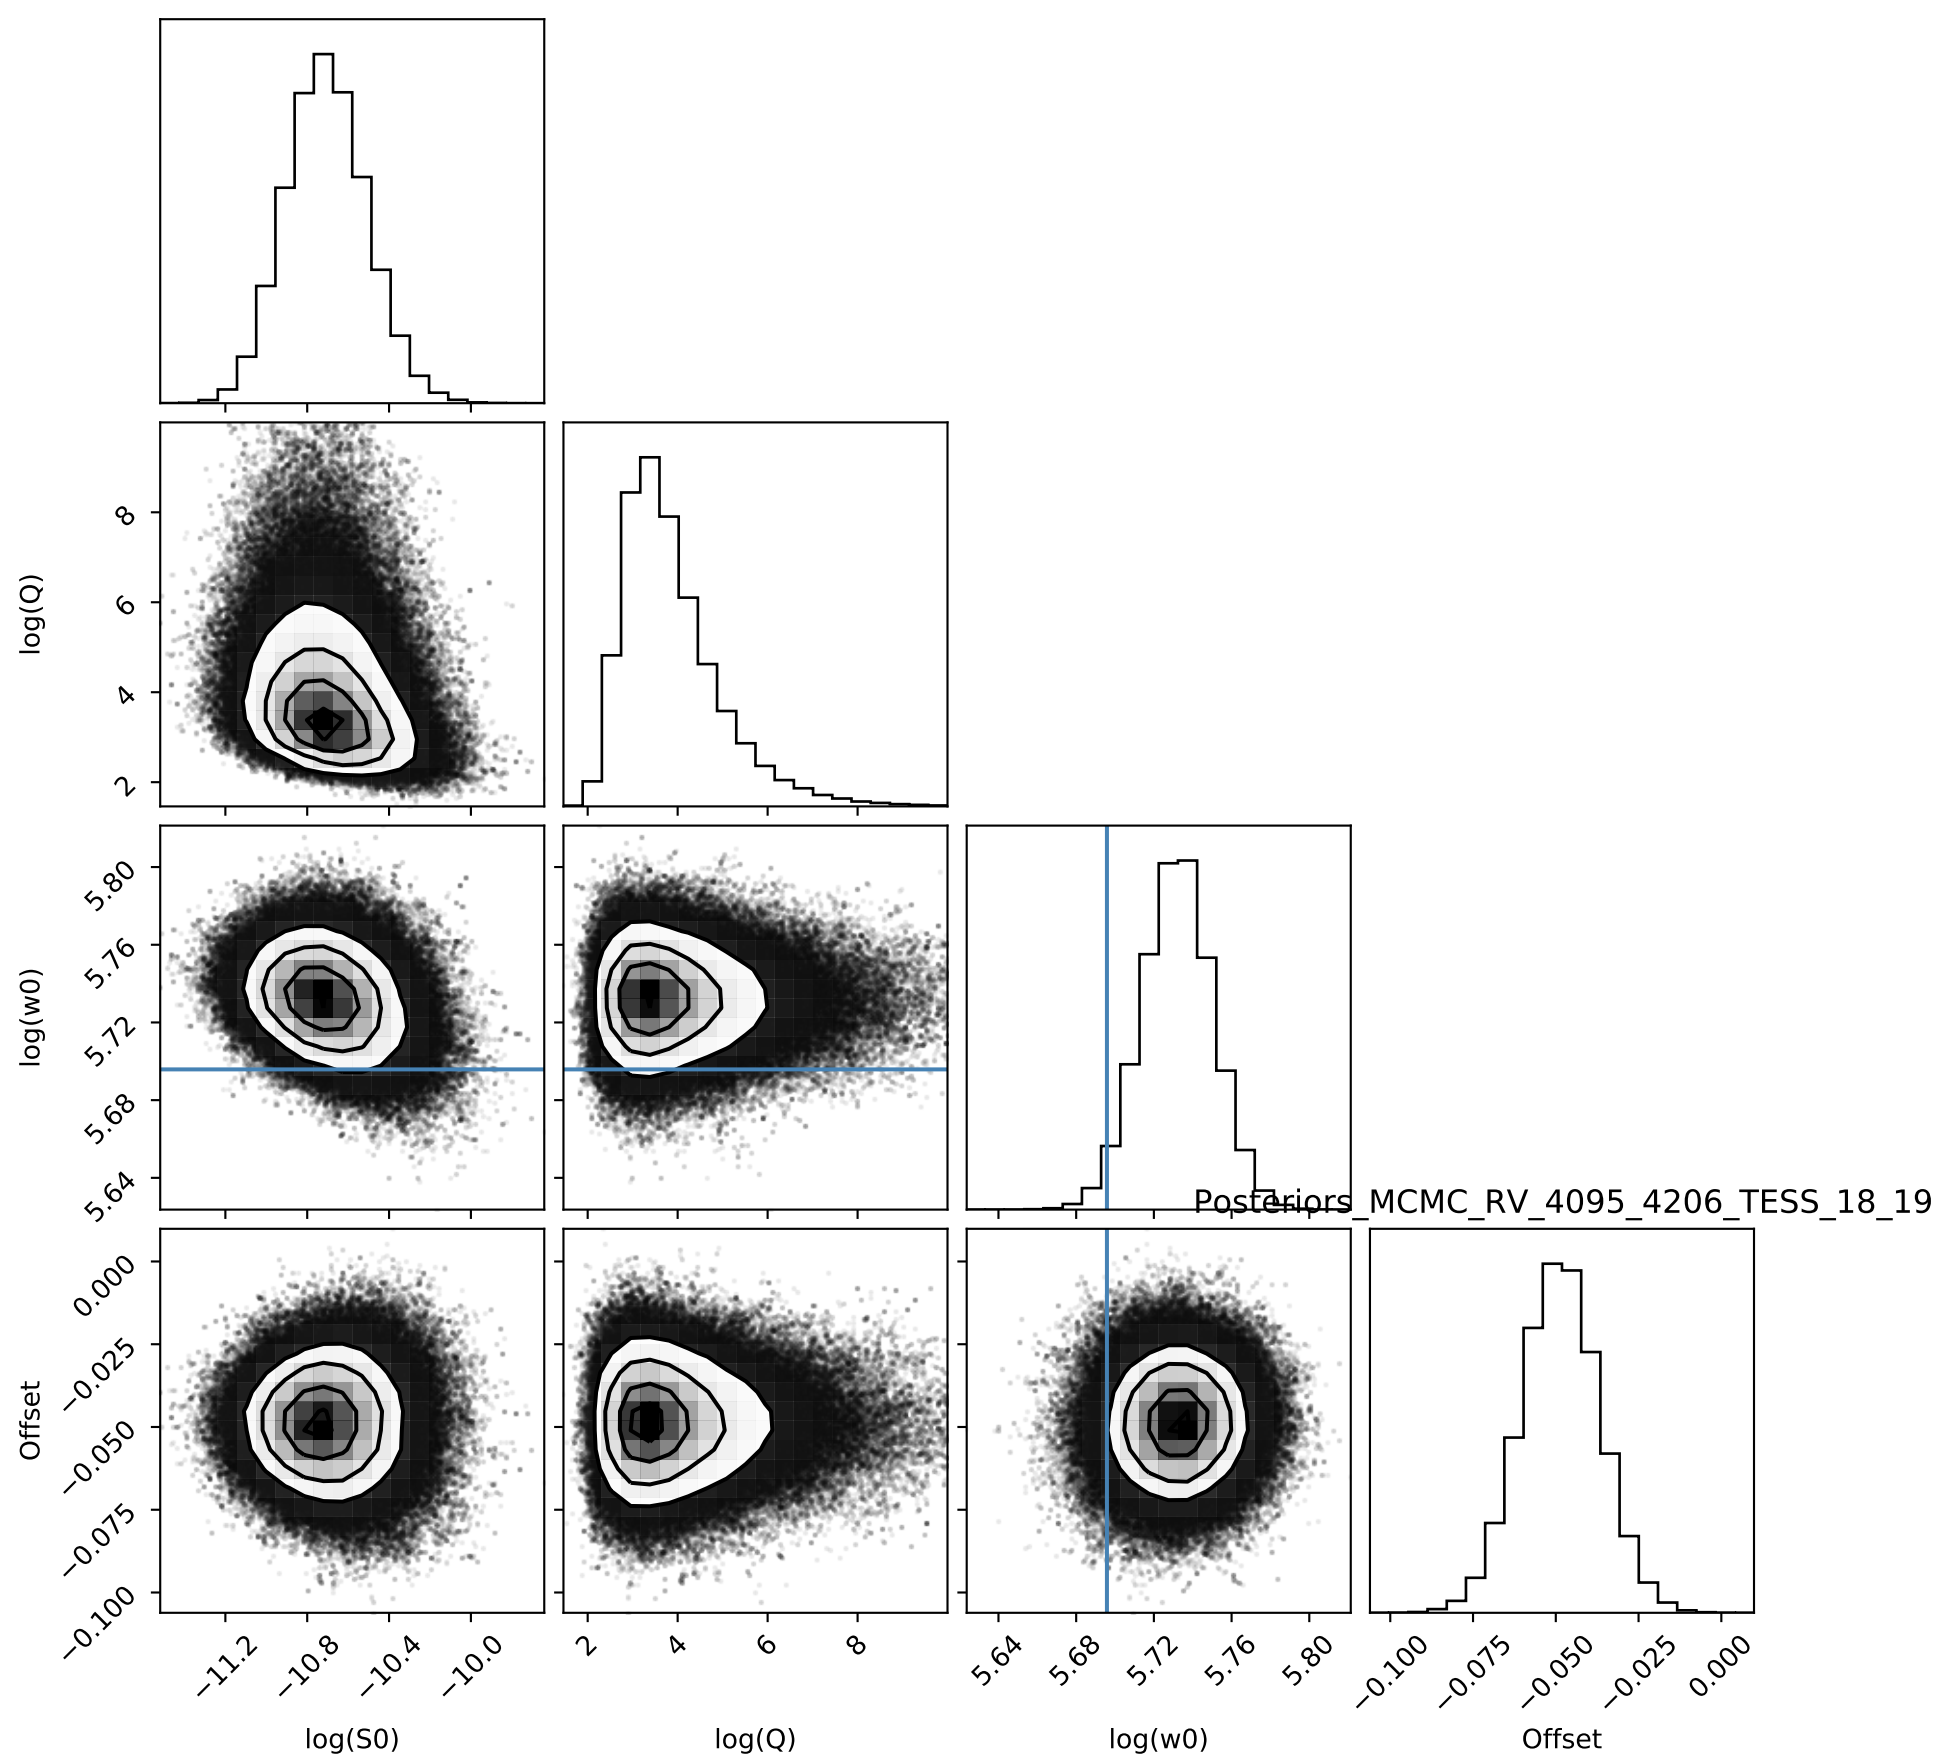 8
6
4
2
log(Q)
5.80
5.76
5.72
5.68
5.64
log(w0)
Posteriors_MCMC_RV_4095_4206_TESS_18_19
0.000
−0.025
−0.050
−0.075
−0.100
Offset
−11.2 −10.8 −10.4 −10.0
2 4 6 8
5.64 5.68 5.72 5.76 5.80
−0.100 −0.075 −0.050 −0.025 0.000
log(S0) log(Q) log(w0) Offset